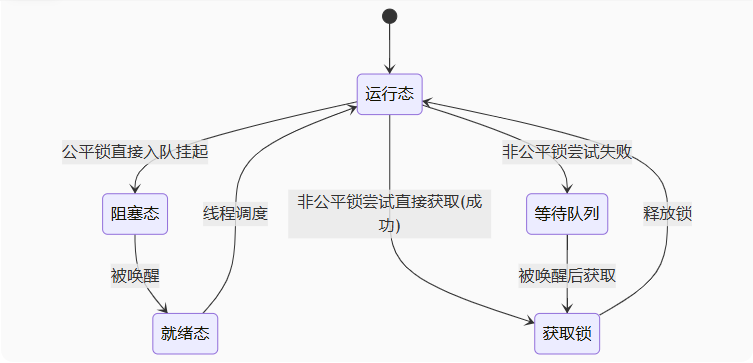 运行态
公平锁直接入队挂起
非公平锁尝试失败
阻塞态
线程调度
非公平锁尝试直接获取(成
功)
等待队列
释放锁
被唤醒
被唤醒后获取
就绪态
获取锁